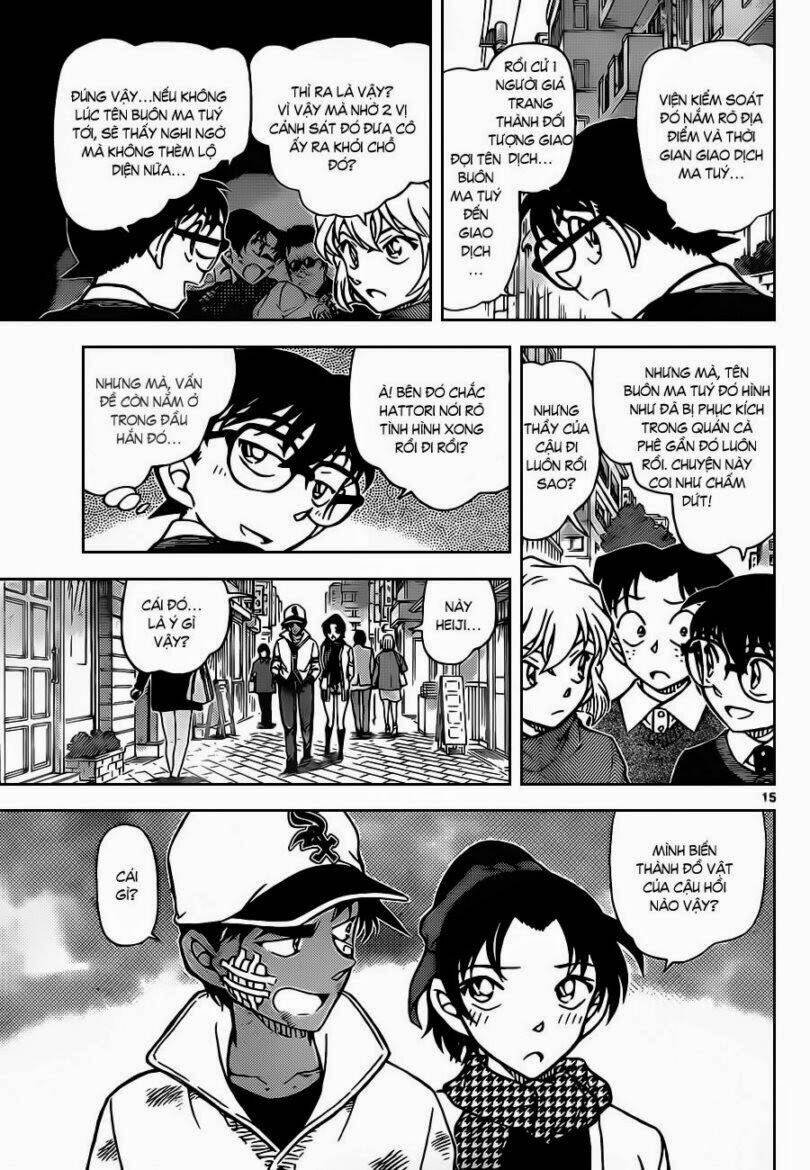 VIỆN KIỂM SOÁT
ĐÓ NẮM RÕ ĐỊA
ĐIỂM VÀ THỜI
GIAN GIAO DỊCH
MA TUÝ...
RỒI CỨ 1
NGƯỜI GIẢ
TRANG
THÀNH ĐỐI
TƯỢNG GIAO
DỊCH...
ĐỢI TÊN
BUÔN
MA TUÝ
ĐẾN
GIAO
DỊCH
...
THÌ RA LÀ VẬY?
VÌ VẬY MÀ NHỜ 2 VỊ
CẢNH SÁT ĐÓ ĐƯA CÔ
ẤY RA KHỎI CHỖ
ĐÓ?
ĐÚNG VẬY...NẾU KHÔNG
LÚC TÊN BUÔN MA TUÝ
TỚI, SẼ THẤY NGHI NGỜ
MÀ KHÔNG THÈM LỘ
DIỆN NỮA...
NHƯNG MÀ, TÊN
BUÔN MA TUÝ ĐÓ HÌNH
NHƯ ĐÃ BỊ PHỤC KÍCH
TRONG QUÁN CÀ
PHÊ GẦN ĐÓ LUÔN
RỒI. CHUYỆN NÀY
COI NHƯ CHẤM
DỨT!
NHƯNG
THẦY CỦA
CẬU ĐI
LUÔN RỒI
SAO?
À! BÊN ĐÓ CHẮC
HATTORI NÓI RÕ
TÌNH HÌNH XONG
RỒI ĐI RỒI?
NHƯNG MÀ, VẤN
ĐỀ CÒN NẰM Ở
TRONG ĐẦU
HẮN ĐÓ...
NÀY
HEIJI...
CÁI ĐÓ...
LÀ Ý GÌ
VẬY?
15
MÌNH BIẾN
THÀNH ĐỒ VẬT
CỦA CẬU HỒI
NÀO VẬY?
CÁI
GÌ?